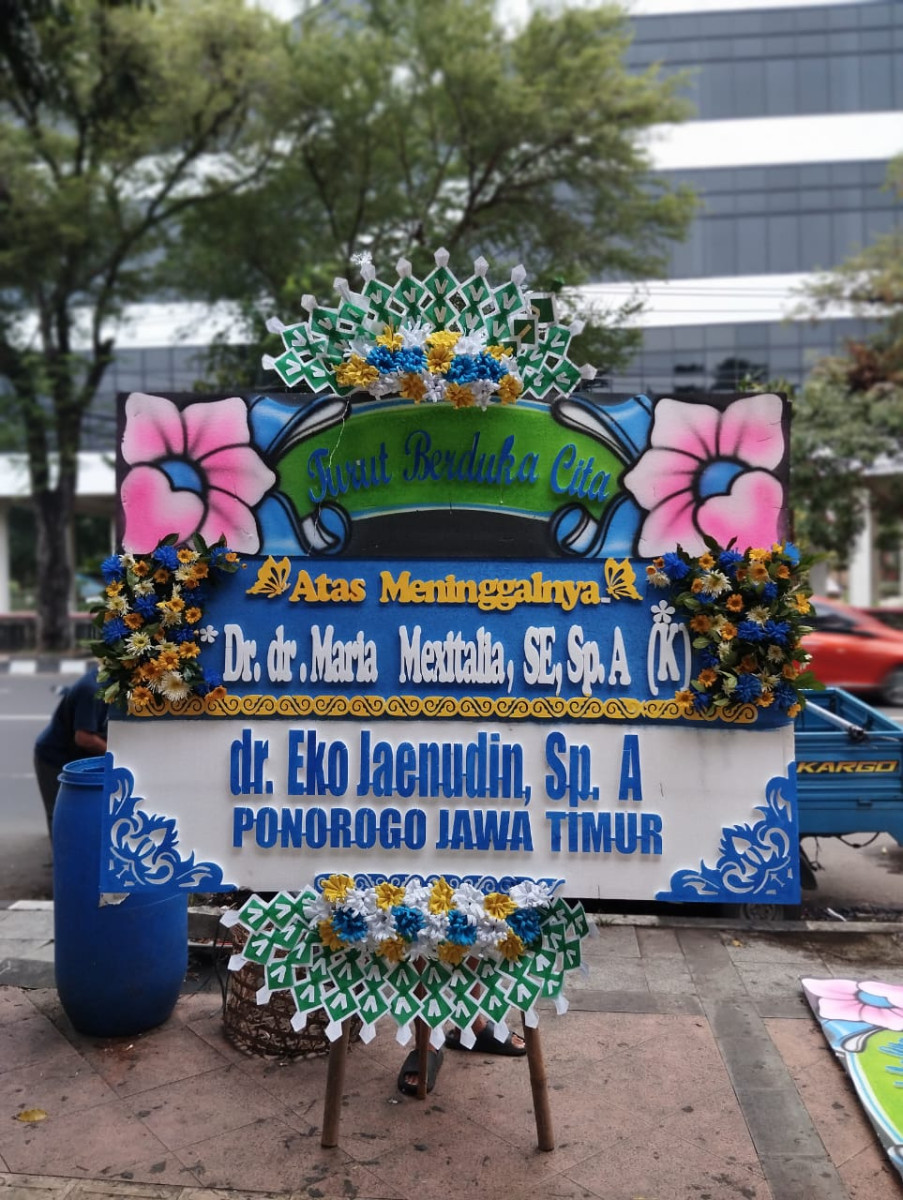 Turut Berduka Cita
Atas Meninggalnya
Dr. dr. Maria Mexitalia, SE, Sp. A (K)
dr. Eko Jaenudin, Sp. A
PONOROGO JAWA TIMUR
KARGO